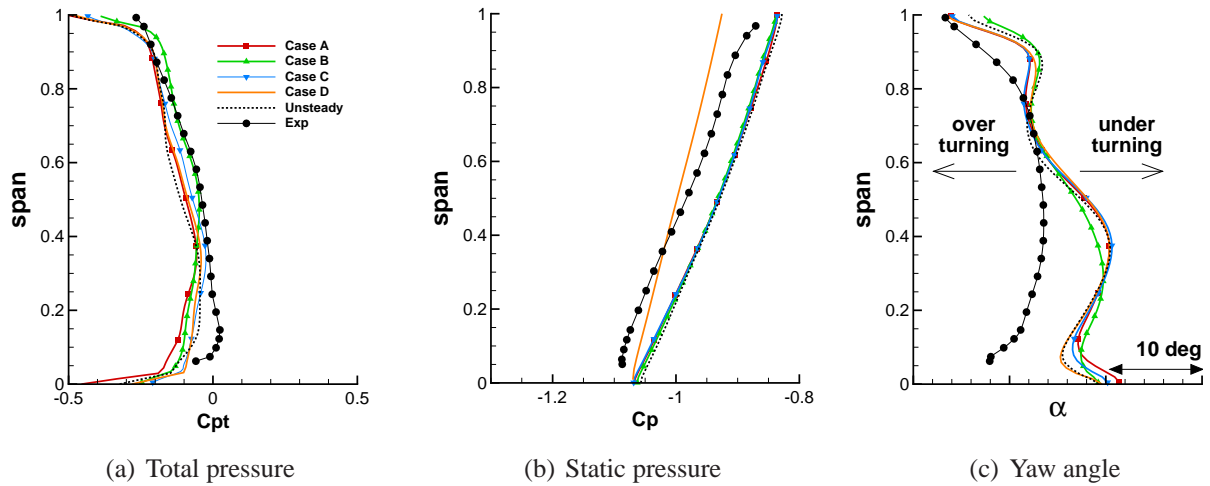 span
1
0.8
0.6
0.4
0.2
0
-0.5
0
0.5
Cpt
Case A
Case B
Case C
Case D
Unsteady
Exp
(a) Total pressure
span
1
0.8
0.6
0.4
0.2
0
-1.2
-1
-0.8
Cp
(b) Static pressure
span
1
0.8
0.6
0.4
0.2
0
over
turning
under
turning
10 deg
α
(c) Yaw angle